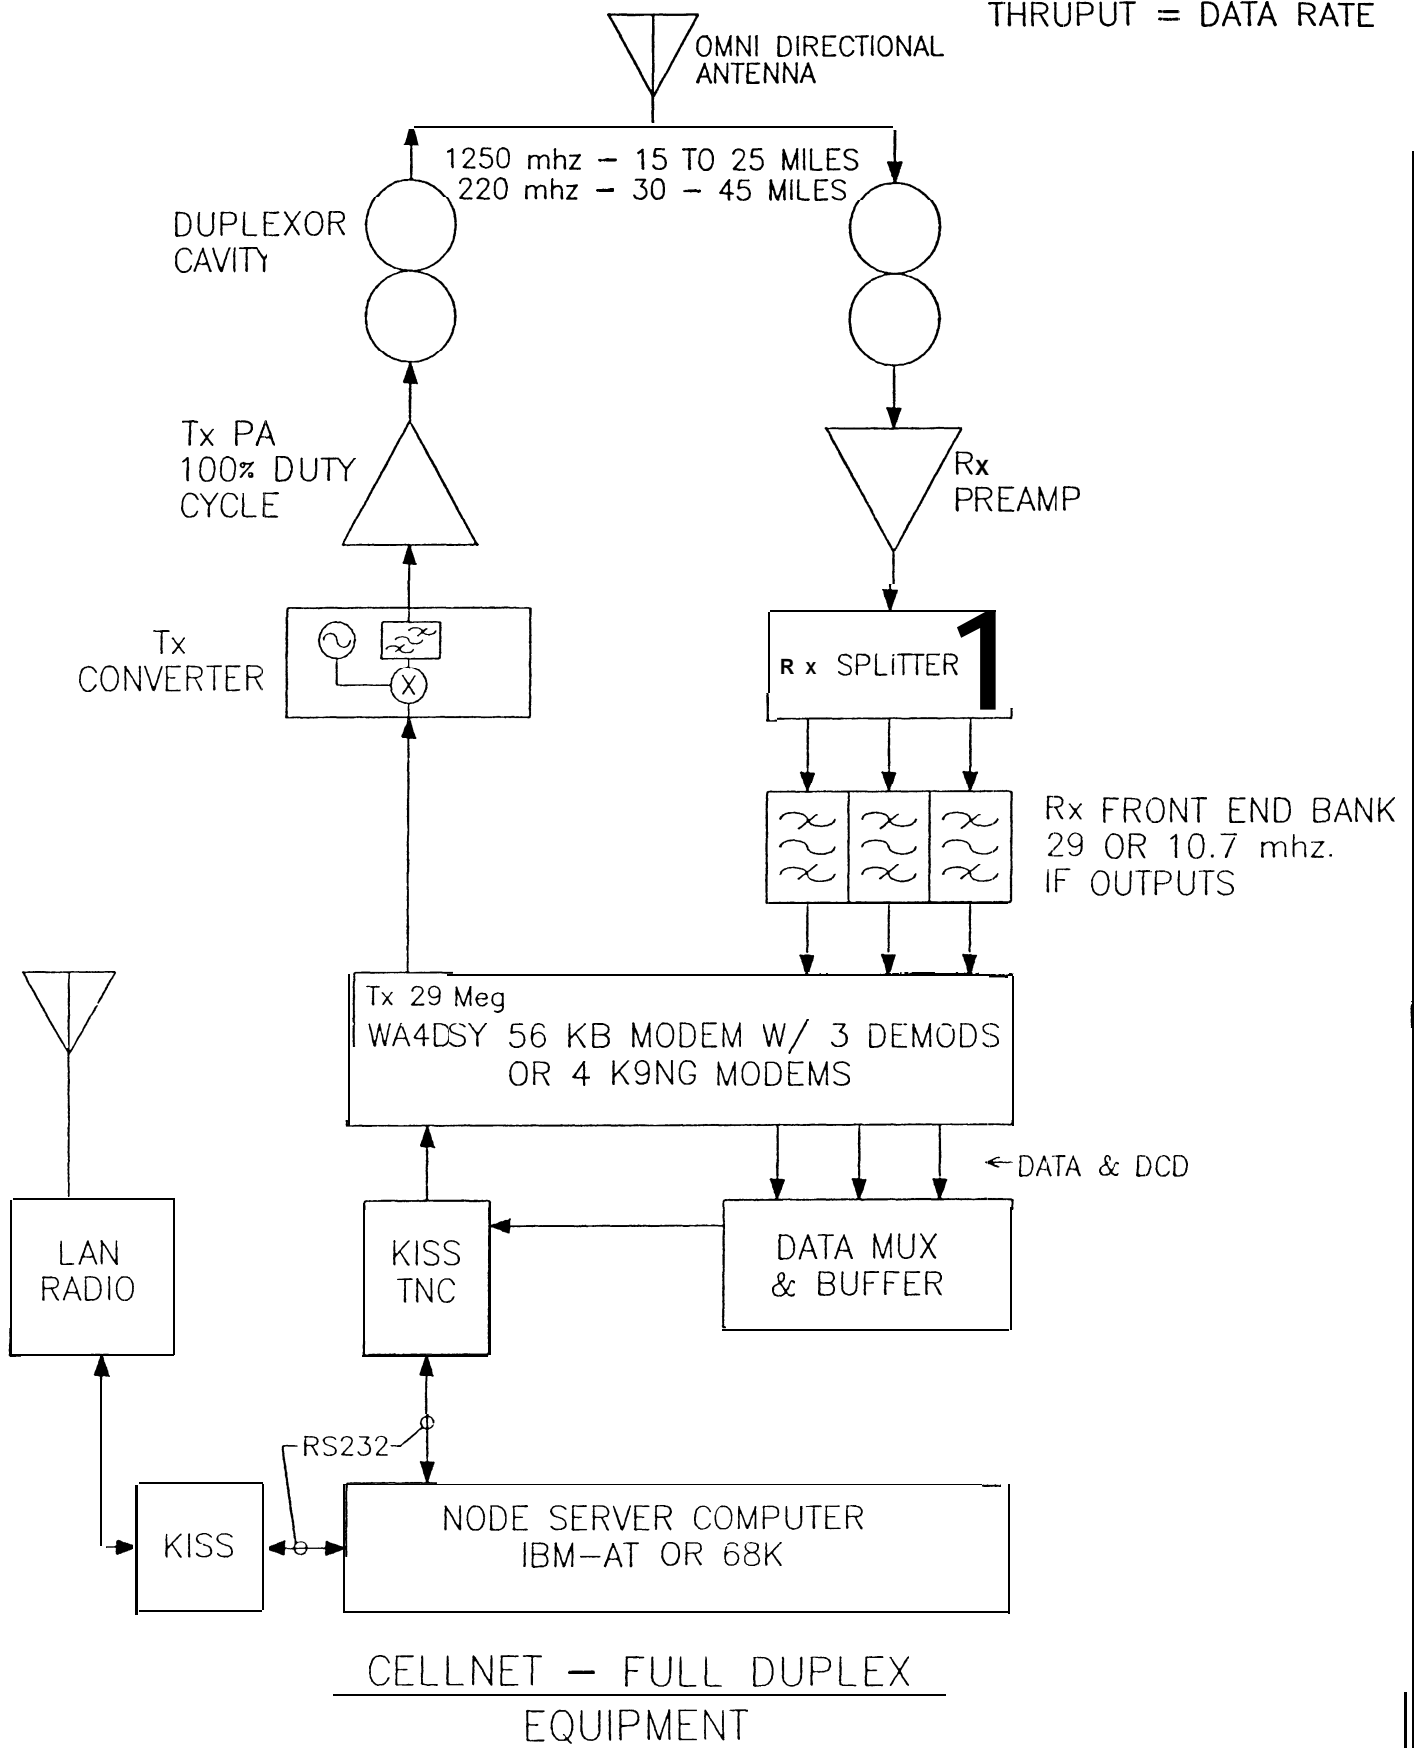 THRUPUT = DATA RATE
OMNI DIRECTIONAL
ANTENNA
1250 mhz – 15 TO 25 MILES
220 mhz – 30 – 45 MILES
DUPLEXOR
CAVITY
Tx PA
100% DUTY
CYCLE
Rx
PREAMP
Tx
CONVERTER
X
Rx SPLiTTER
1
Rx FRONT END BANK
29 OR 10.7 mhz.
IF OUTPUTS
Tx 29 Meg
WA4DSY 56 KB MODEM W/ 3 DEMODS
OR 4 K9NG MODEMS
DATA & DCD
LAN
RADIO
KISS
TNC
DATA MUX
& BUFFER
RS232
KISS
NODE SERVER COMPUTER
IBM–AT OR 68K
CELLNET – FULL DUPLEX
EQUIPMENT